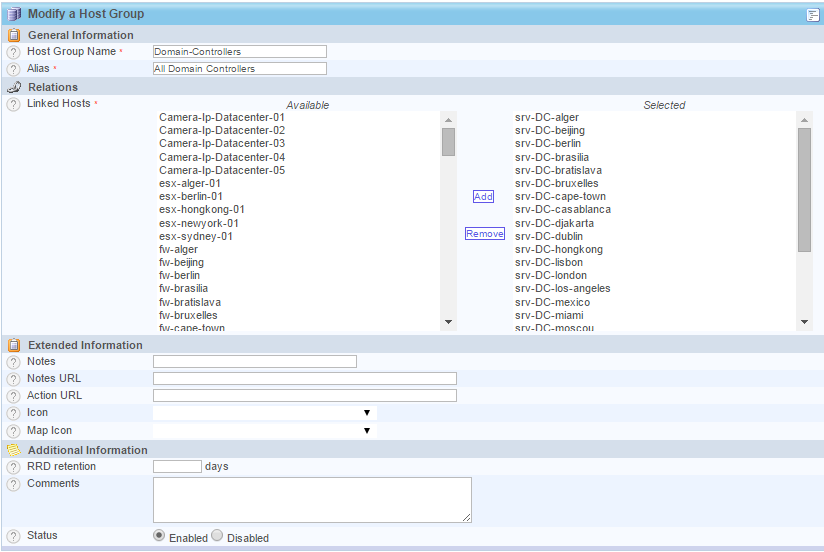 Modify a Host Group
General Information
Host Group Name *
Domain-Controllers
Alias *
All Domain Controllers
Relations
Linked Hosts *
Available
Camera-Ip-Datacenter-01
Camera-Ip-Datacenter-02
Camera-Ip-Datacenter-03
Camera-Ip-Datacenter-04
Camera-Ip-Datacenter-05
esx-alger-01
esx-berlin-01
esx-hongkong-01
esx-newyork-01
esx-sydney-01
fw-alger
fw-beijing
fw-berlin
fw-brasilia
fw-bratislava
fw-bruxelles
fw-cape-town
Add
Remove
Selected
srv-DC-alger
srv-DC-beijing
srv-DC-berlin
srv-DC-brasilia
srv-DC-bratislava
srv-DC-bruxelles
srv-DC-cape-town
srv-DC-casablanca
srv-DC-djakarta
srv-DC-dublin
srv-DC-hongkong
srv-DC-lisbon
srv-DC-london
srv-DC-los-angeles
srv-DC-mexico
srv-DC-miami
srv-DC-moscou
Extended Information
Notes
Notes URL
Action URL
Icon
Map Icon
Additional Information
RRD retention
days
Comments
Status
Enabled
Disabled